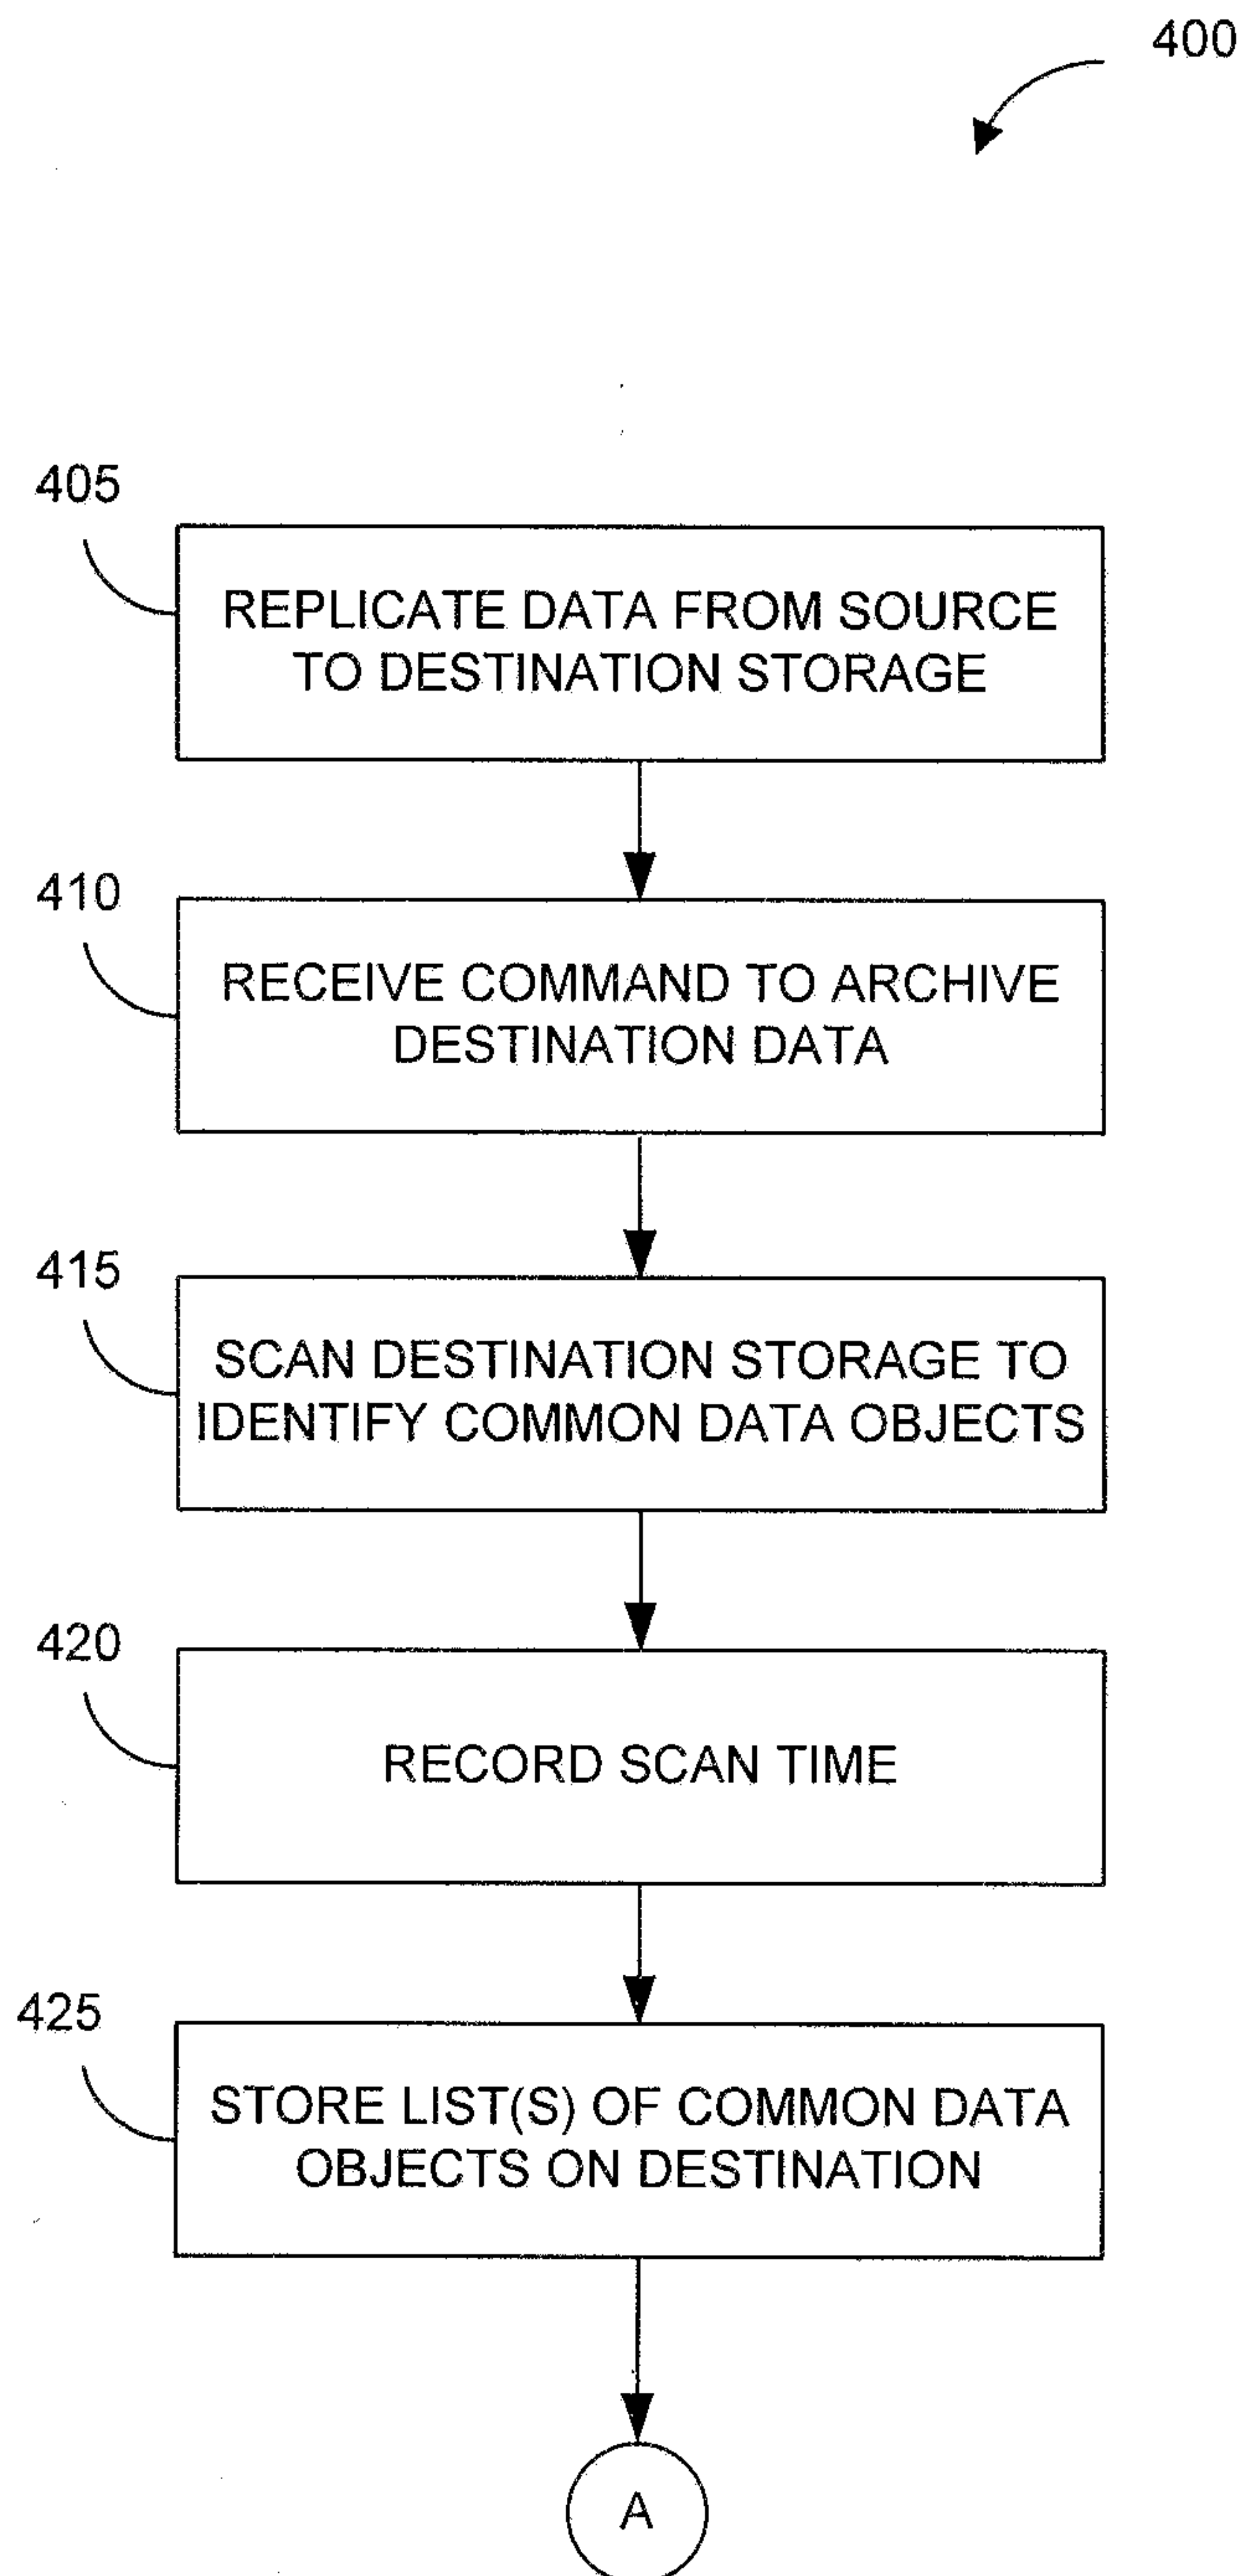 400
405
REPLICATE DATA FROM SOURCE
TO DESTINATION STORAGE
410
RECEIVE COMMAND TO ARCHIVE
DESTINATION DATA
415
SCAN DESTINATION STORAGE TO
IDENTIFY COMMON DATA OBJECTS
420
RECORD SCAN TIME
425
STORE LIST(S) OF COMMON DATA
OBJECTS ON DESTINATION
A